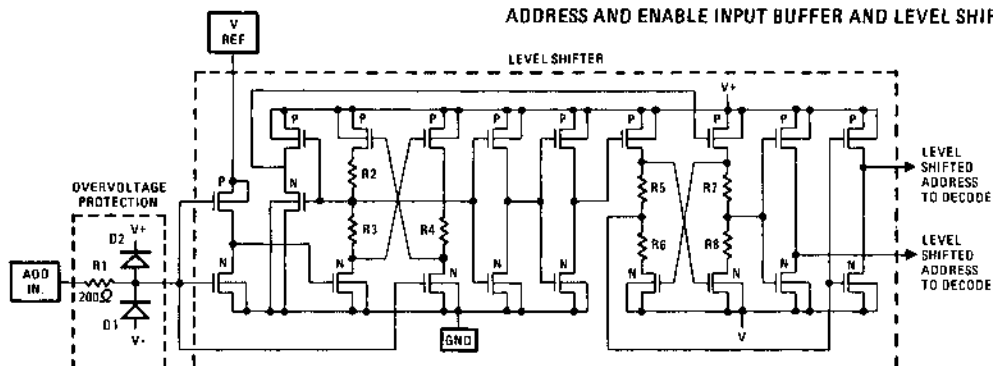 ADDRESS AND ENABLE INPUT BUFFER AND LEVEL SHIF
V
REF
LEVEL SHIFTER
V+
P
P
P
P
P
P
P
P
P
R2
R5
R7
LEVEL
SHIFTED
ADDRESS
TO DECODE
OVERVOLTAGE
PROTECTION
P
N
V+
D2
R3
R4
R6
R8
LEVEL
SHIFTED
ADDRESS
TO DECODE
ADD
IN.
R1
200Ω
N
N
N
N
N
N
N
N
N
D1
V-
GND
V